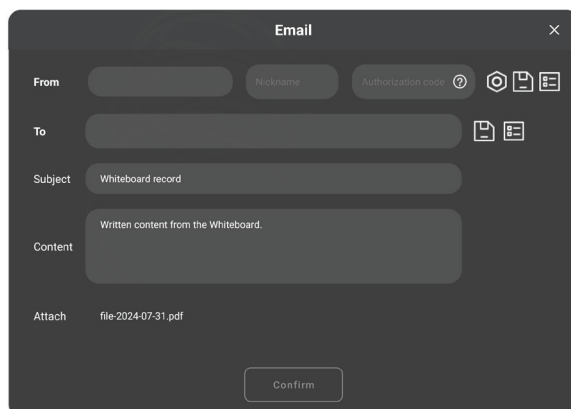 Email
From Nickname Authorization code ?
To
Subject Whiteboard record
Content Written content from the Whiteboard.
Attach file-2024-07-31.pdf
Confirm